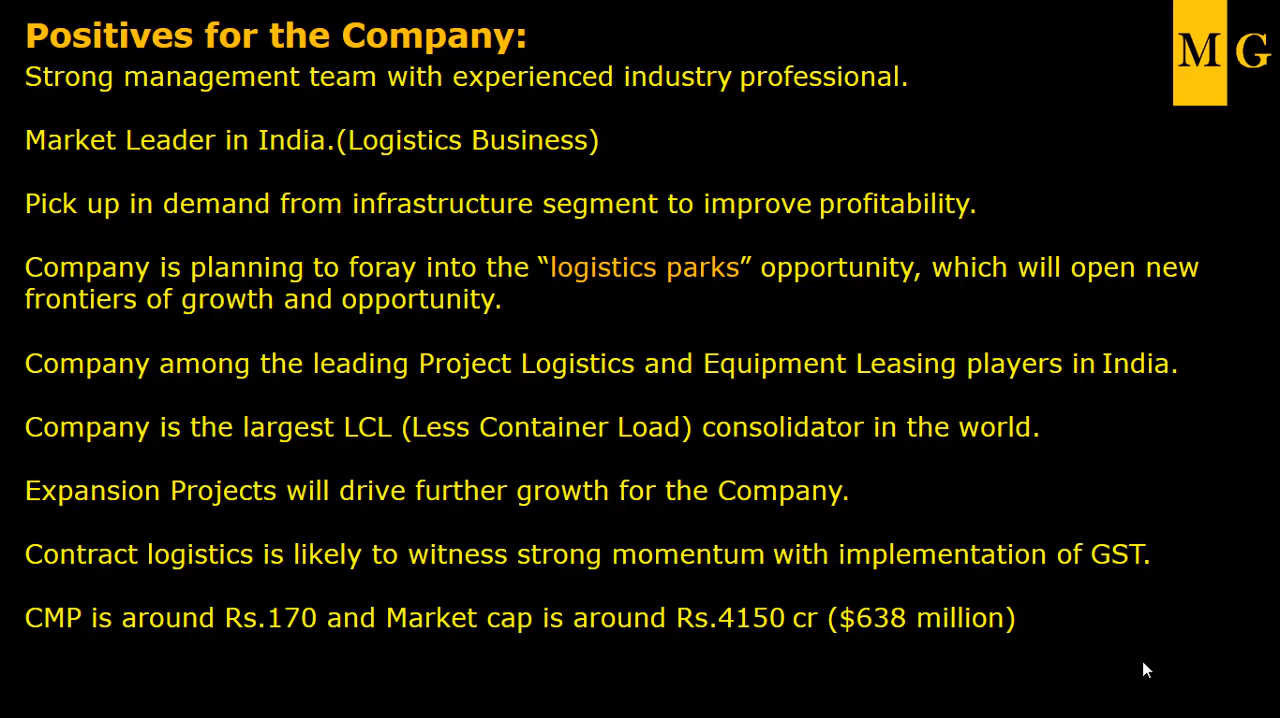 Positives for the Company:
M G
Strong management team with experienced industry professional.
Market Leader in India.(Logistics Business)
Pick up in demand from infrastructure segment to improve profitability.
Company is planning to foray into the “logistics parks” opportunity, which will open new
frontiers of growth and opportunity.
Company among the leading Project Logistics and Equipment Leasing players in India.
Company is the largest LCL (Less Container Load) consolidator in the world.
Expansion Projects will drive further growth for the Company.
Contract logistics is likely to witness strong momentum with implementation of GST.
CMP is around Rs.170 and Market cap is around Rs.4150 cr ($638 million)